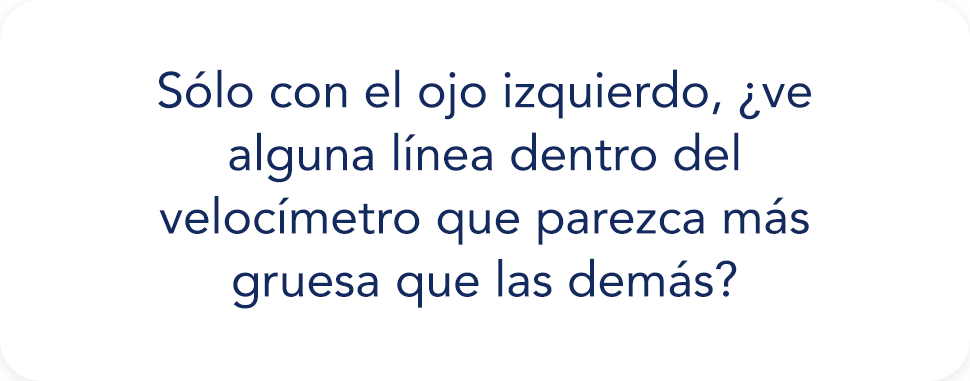 Sólo con el ojo izquierdo, ¿ve
alguna línea dentro del
velocímetro que parezca más
gruesa que las demás?